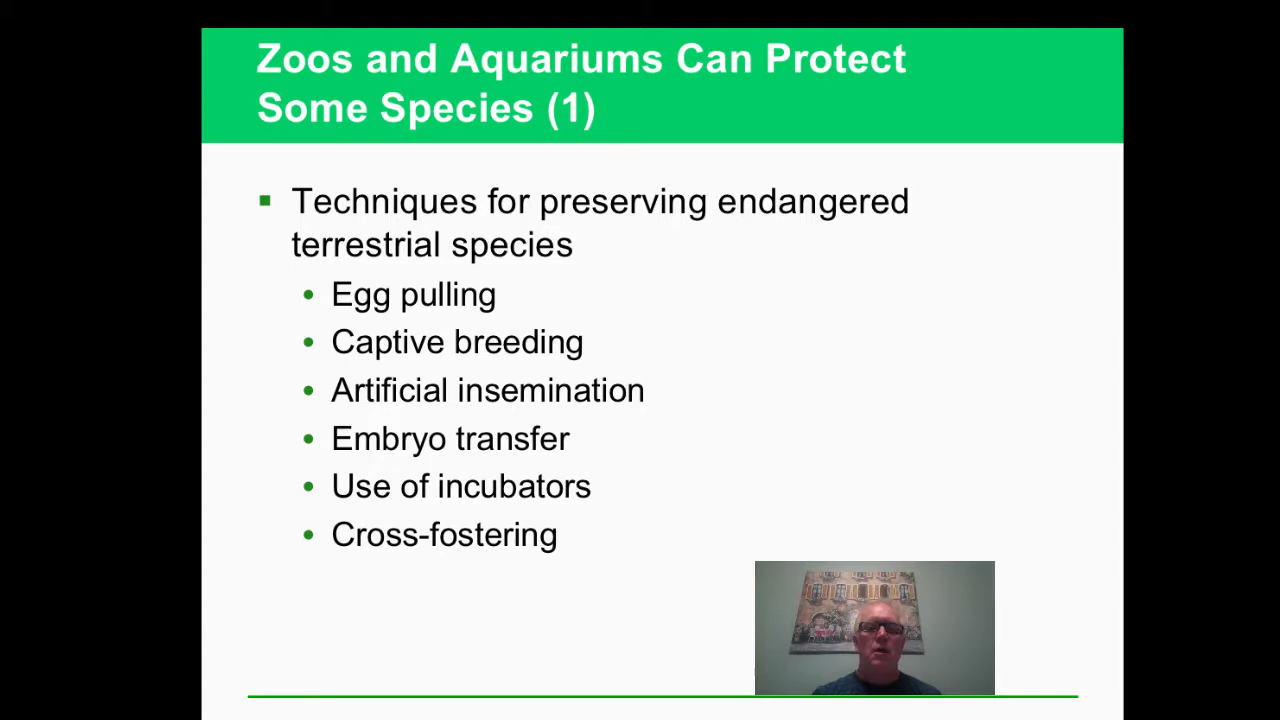 Zoos and Aquariums Can Protect
Some Species (1)
Techniques for preserving endangered
terrestrial species
Egg pulling
Captive breeding
Artificial insemination
Embryo transfer
Use of incubators
Cross-fostering